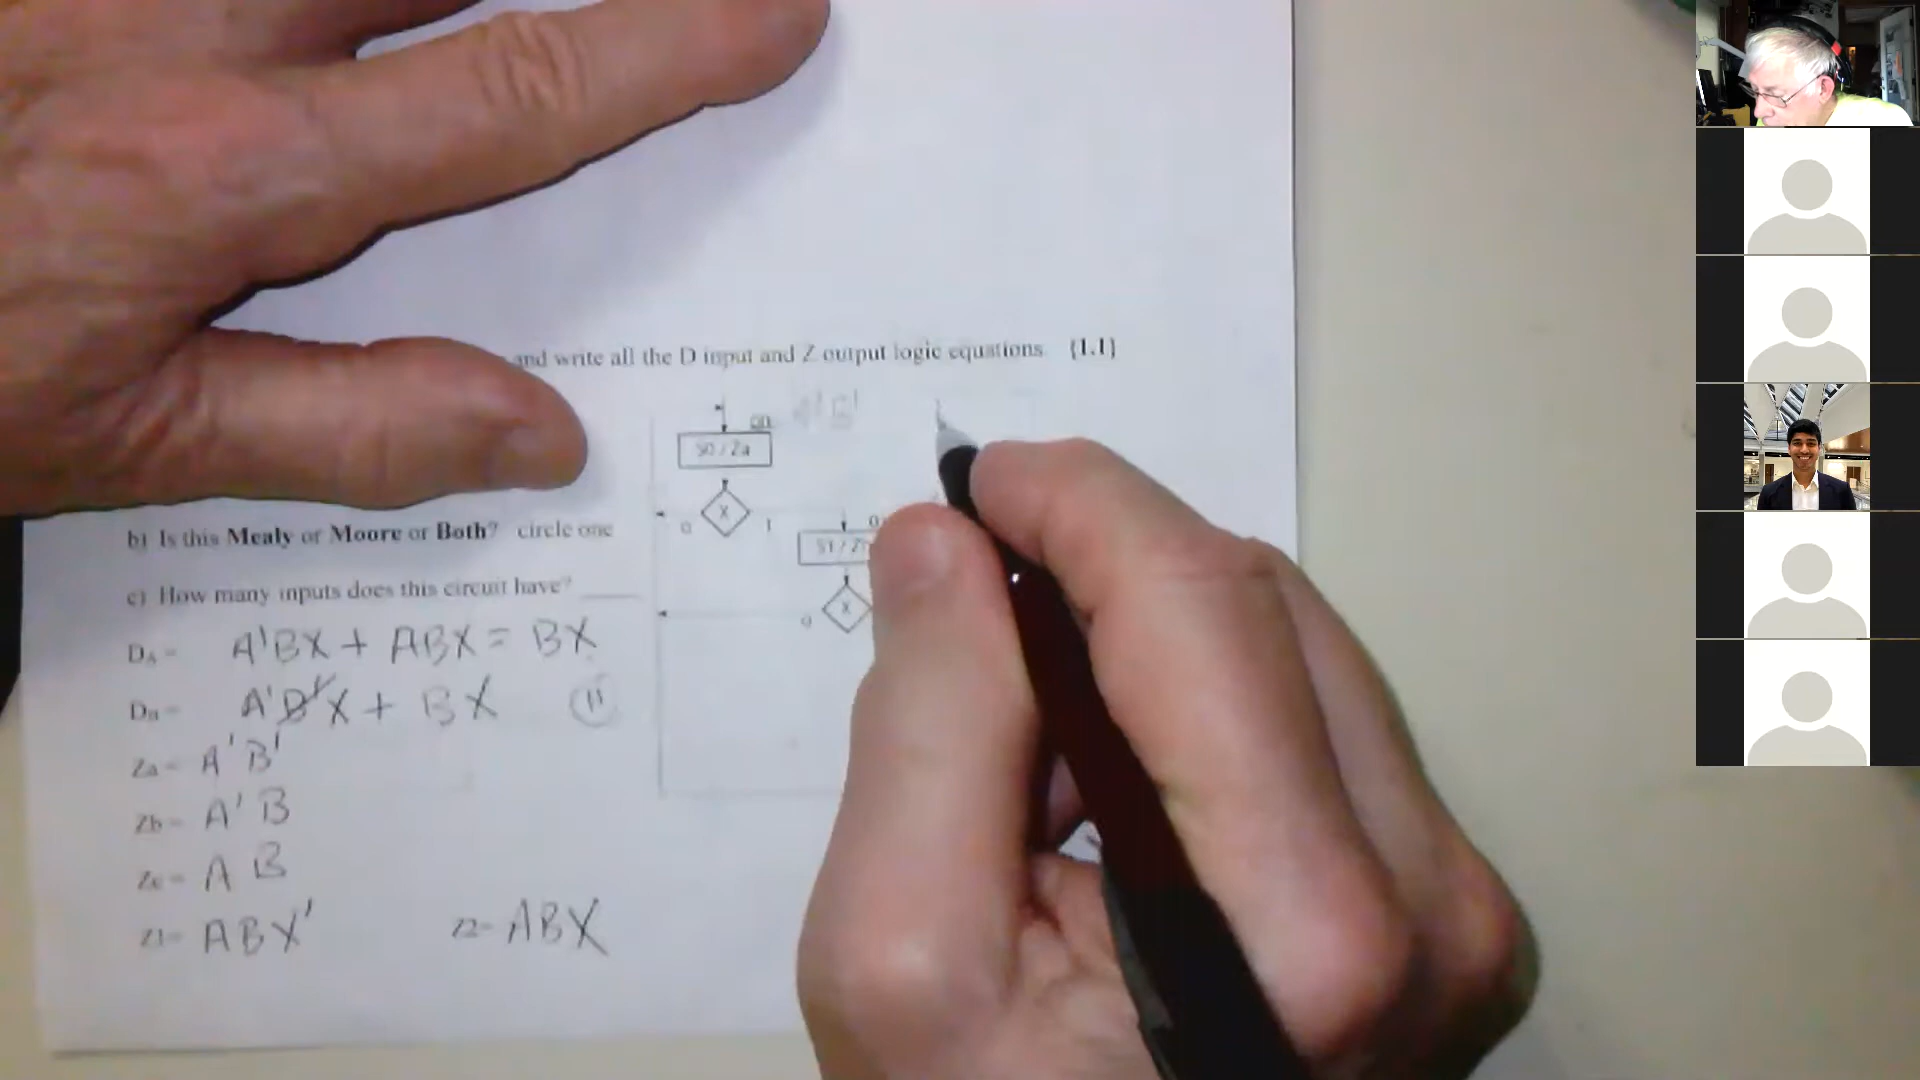 and write all the D input and Z output logic equations {1.1}
A'B'
00
S0 / Za
X
0 1
S1 /
X
0
b) Is this Mealy or Moore or Both? circle one
c) How many inputs does this circuit have? _____
DA = A'BX + ABX = BX
DB = A'B'X + BX 11
Za = A'B'
Zb = A'B
Zc = A B
Z1= ABX' Z2= ABX